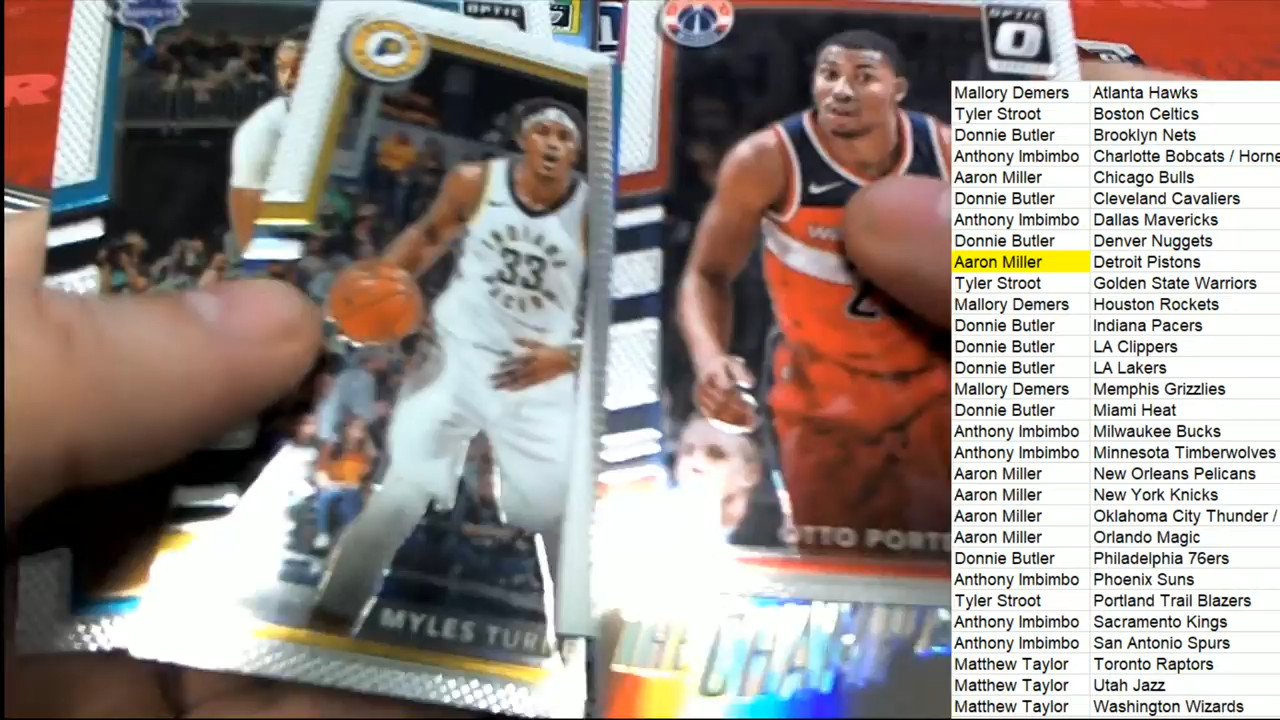 OPTIC
OPTIC
INDIANA
33
MYLES TUR
OTTO PORTE
Mallory Demers Atlanta Hawks
Tyler Stroot Boston Celtics
Donnie Butler Brooklyn Nets
Anthony Imbimbo Charlotte Bobcats / Horne
Aaron Miller Chicago Bulls
Donnie Butler Cleveland Cavaliers
Anthony Imbimbo Dallas Mavericks
Donnie Butler Denver Nuggets
Aaron Miller Detroit Pistons
Tyler Stroot Golden State Warriors
Mallory Demers Houston Rockets
Donnie Butler Indiana Pacers
Donnie Butler LA Clippers
Donnie Butler LA Lakers
Mallory Demers Memphis Grizzlies
Donnie Butler Miami Heat
Anthony Imbimbo Milwaukee Bucks
Anthony Imbimbo Minnesota Timberwolves
Aaron Miller New Orleans Pelicans
Aaron Miller New York Knicks
Aaron Miller Oklahoma City Thunder /
Aaron Miller Orlando Magic
Donnie Butler Philadelphia 76ers
Anthony Imbimbo Phoenix Suns
Tyler Stroot Portland Trail Blazers
Anthony Imbimbo Sacramento Kings
Anthony Imbimbo San Antonio Spurs
Matthew Taylor Toronto Raptors
Matthew Taylor Utah Jazz
Matthew Taylor Washington Wizards